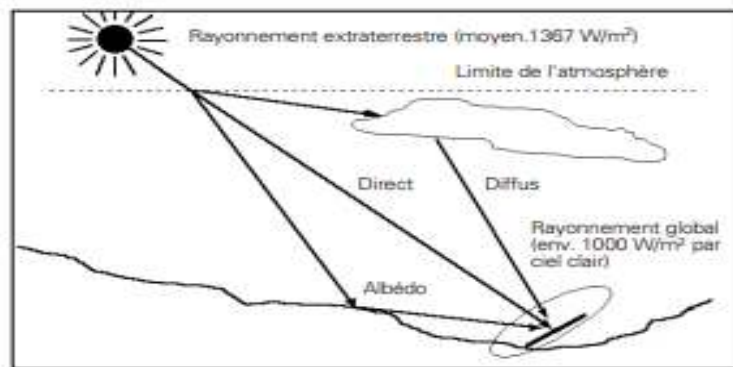 Rayonnement extraterrestre (moyen.1367 W/m²)
Limite de l'atmosphère
Direct
Diffus
Rayonnement global
(env. 1000 W/m² par
ciel clair)
Albédo